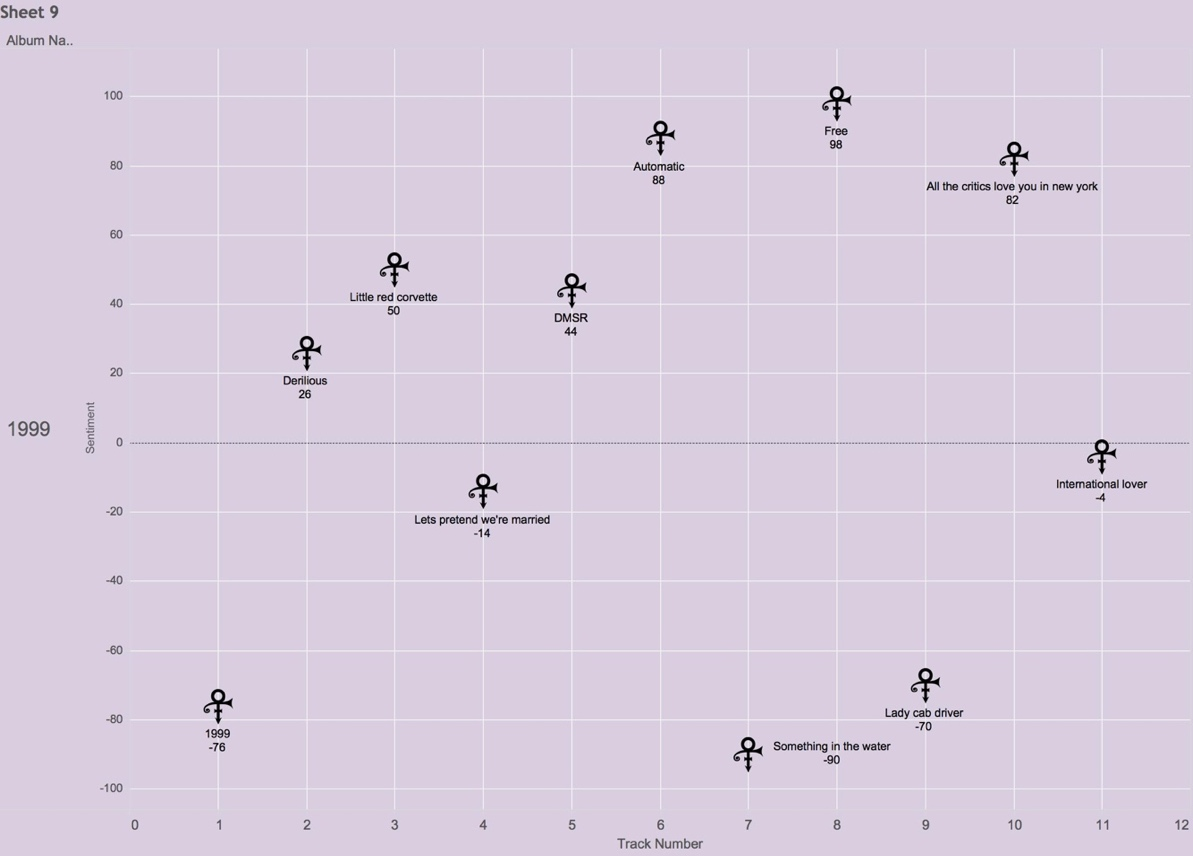 Sheet 9
Album Na..
100
80
60
40
20
0
-20
-40
-60
-80
-100
Sentiment
1999
Free
98
Automatic
88
All the critics love you in new york
82
Little red corvette
50
DMSR
44
Derilious
26
International lover
-4
Lets pretend we're married
-14
Lady cab driver
-70
1999
-76
Something in the water
-90
0 1 2 3 4 5 6 7 8 9 10 11 12
Track Number